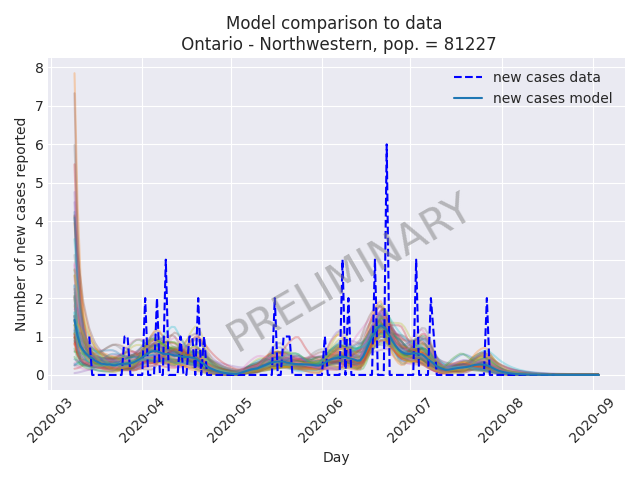 Model comparison to data
Ontario - Northwestern, pop. = 81227
new cases data
new cases model
PRELIMINARY
Number of new cases reported
8
7
6
5
4
3
2
1
0
2020-03
2020-04
2020-05
2020-06
2020-07
2020-08
2020-09
Day